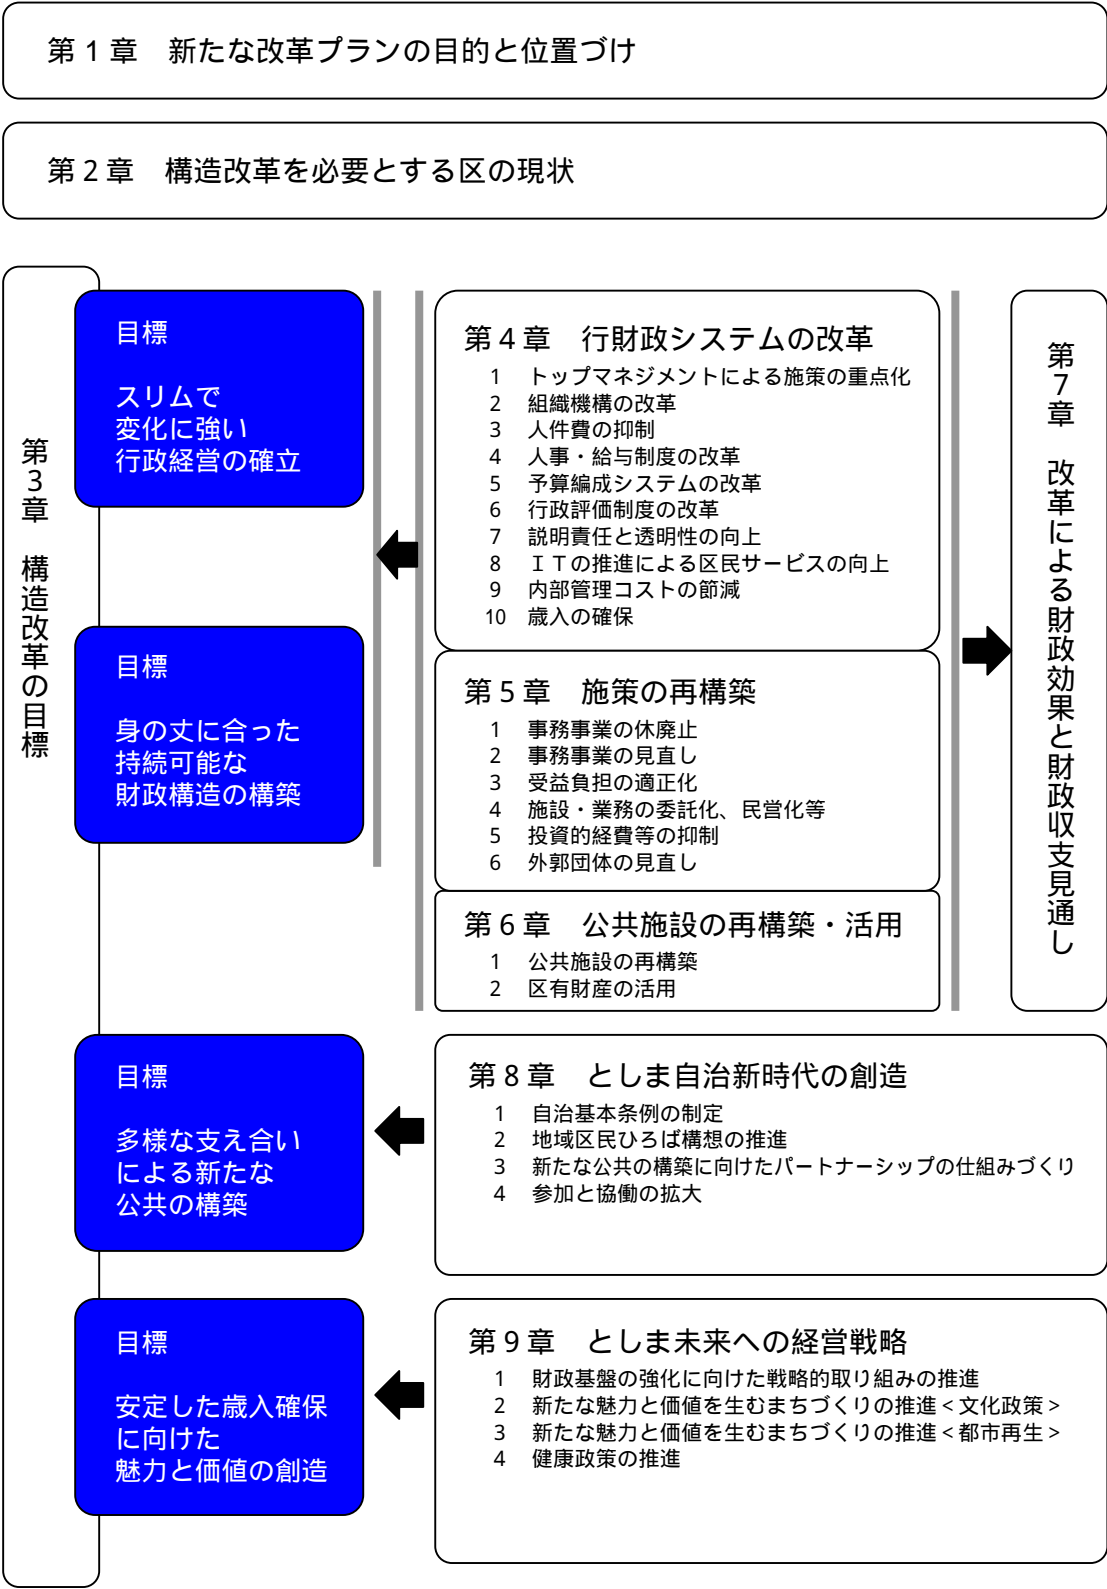 第１章　新たな改革プランの目的と位置づけ
第２章　構造改革を必要とする区の現状
第3章　構造改革の目標
目標
スリムで
変化に強い
行政経営の確立
目標
身の丈に合った
持続可能な
財政構造の構築
第４章　行財政システムの改革
1　トップマネジメントによる施策の重点化
2　組織機構の改革
3　人件費の抑制
4　人事・給与制度の改革
5　予算編成システムの改革
6　行政評価制度の改革
7　説明責任と透明性の向上
8　ＩＴの推進による区民サービスの向上
9　内部管理コストの節減
10　歳入の確保
第５章　施策の再構築
1　事務事業の休廃止
2　事務事業の見直し
3　受益負担の適正化
4　施設・業務の委託化、民営化等
5　投資的経費等の抑制
6　外郭団体の見直し
第６章　公共施設の再構築・活用
1　公共施設の再構築
2　区有財産の活用
第7章　改革による財政効果と財政収支見通し
目標
多様な支え合い
による新たな
公共の構築
第８章　としま自治新時代の創造
1　自治基本条例の制定
2　地域区民ひろば構想の推進
3　新たな公共の構築に向けたパートナーシップの仕組みづくり
4　参加と協働の拡大
目標
安定した歳入確保
に向けた
魅力と価値の創造
第９章　としま未来への経営戦略
1　財政基盤の強化に向けた戦略的取り組みの推進
2　新たな魅力と価値を生むまちづくりの推進＜文化政策＞
3　新たな魅力と価値を生むまちづくりの推進＜都市再生＞
4　健康政策の推進